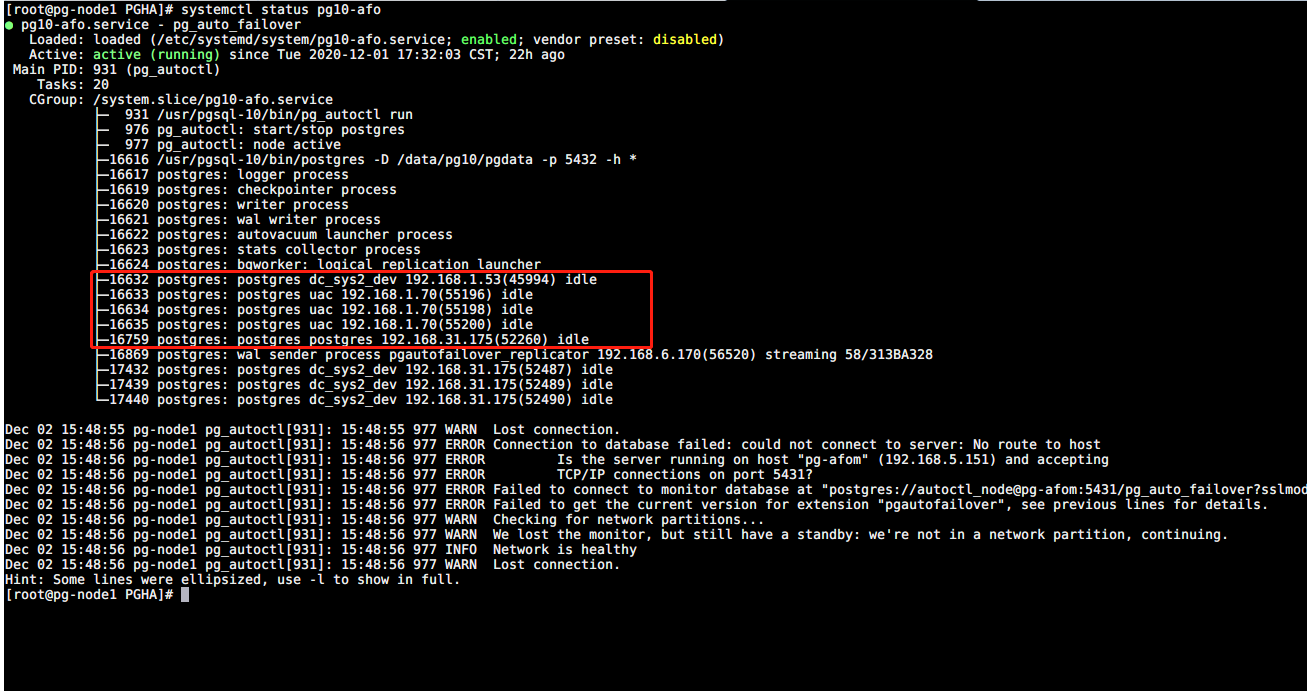 [root@pg-node1 PGHA]# systemctl status pg10-afo
● pg10-afo.service - pg_auto_failover
   Loaded: loaded (/etc/systemd/system/pg10-afo.service; enabled; vendor preset: disabled)
   Active: active (running) since Tue 2020-12-01 17:32:03 CST; 22h ago
 Main PID: 931 (pg_autoctl)
    Tasks: 20
   CGroup: /system.slice/pg10-afo.service
           ├─  931 /usr/pgsql-10/bin/pg_autoctl run
           ├─  976 pg_autoctl: start/stop postgres
           ├─  977 pg_autoctl: node active
           ├─16616 /usr/pgsql-10/bin/postgres -D /data/pg10/pgdata -p 5432 -h *
           ├─16617 postgres: logger process
           ├─16619 postgres: checkpointer process
           ├─16620 postgres: writer process
           ├─16621 postgres: wal writer process
           ├─16622 postgres: autovacuum launcher process
           ├─16623 postgres: stats collector process
           ├─16624 postgres: bgworker: logical replication launcher
           ├─16632 postgres: postgres dc_sys2_dev 192.168.1.53(45994) idle
           ├─16633 postgres: postgres uac 192.168.1.70(55196) idle
           ├─16634 postgres: postgres uac 192.168.1.70(55198) idle
           ├─16635 postgres: postgres uac 192.168.1.70(55200) idle
           ├─16759 postgres: postgres postgres 192.168.31.175(52260) idle
           ├─16869 postgres: wal sender process pgautofailover_replicator 192.168.6.170(56520) streaming 58/313BA328
           ├─17432 postgres: postgres dc_sys2_dev 192.168.31.175(52487) idle
           ├─17439 postgres: postgres dc_sys2_dev 192.168.31.175(52489) idle
           └─17440 postgres: postgres dc_sys2_dev 192.168.31.175(52490) idle

Dec 02 15:48:55 pg-node1 pg_autoctl[931]: 15:48:55 977 WARN  Lost connection.
Dec 02 15:48:56 pg-node1 pg_autoctl[931]: 15:48:56 977 ERROR Connection to database failed: could not connect to server: No route to host
Dec 02 15:48:56 pg-node1 pg_autoctl[931]: 15:48:56 977 ERROR         Is the server running on host "pg-afom" (192.168.5.151) and accepting
Dec 02 15:48:56 pg-node1 pg_autoctl[931]: 15:48:56 977 ERROR         TCP/IP connections on port 5431?
Dec 02 15:48:56 pg-node1 pg_autoctl[931]: 15:48:56 977 ERROR Failed to connect to monitor database at "postgres://autoctl_node@pg-afom:5431/pg_auto_failover?sslmod
Dec 02 15:48:56 pg-node1 pg_autoctl[931]: 15:48:56 977 ERROR Failed to get the current version for extension "pgautofailover", see previous lines for details.
Dec 02 15:48:56 pg-node1 pg_autoctl[931]: 15:48:56 977 WARN  Checking for network partitions...
Dec 02 15:48:56 pg-node1 pg_autoctl[931]: 15:48:56 977 WARN  We lost the monitor, but still have a standby: we're not in a network partition, continuing.
Dec 02 15:48:56 pg-node1 pg_autoctl[931]: 15:48:56 977 INFO  Network is healthy
Dec 02 15:48:56 pg-node1 pg_autoctl[931]: 15:48:56 977 WARN  Lost connection.
Hint: Some lines were ellipsized, use -l to show in full.
[root@pg-node1 PGHA]#